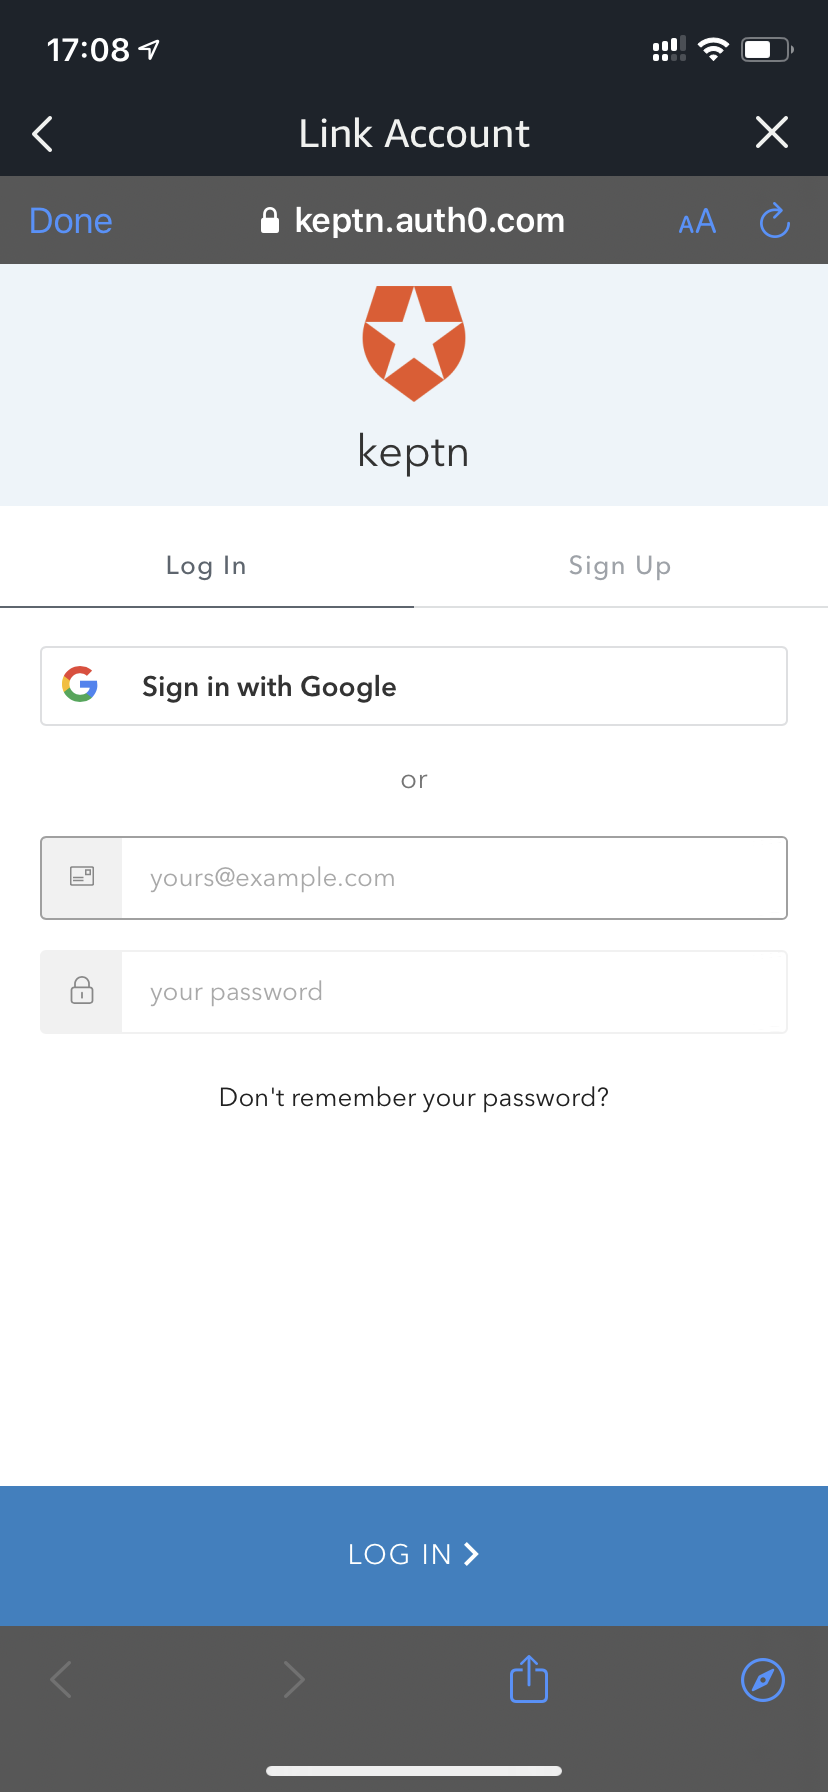 17:08
Link Account
Done
keptn.auth0.com
AA
keptn
Log In
Sign Up
Sign in with Google
or
yours@example.com
your password
Don't remember your password?
LOG IN